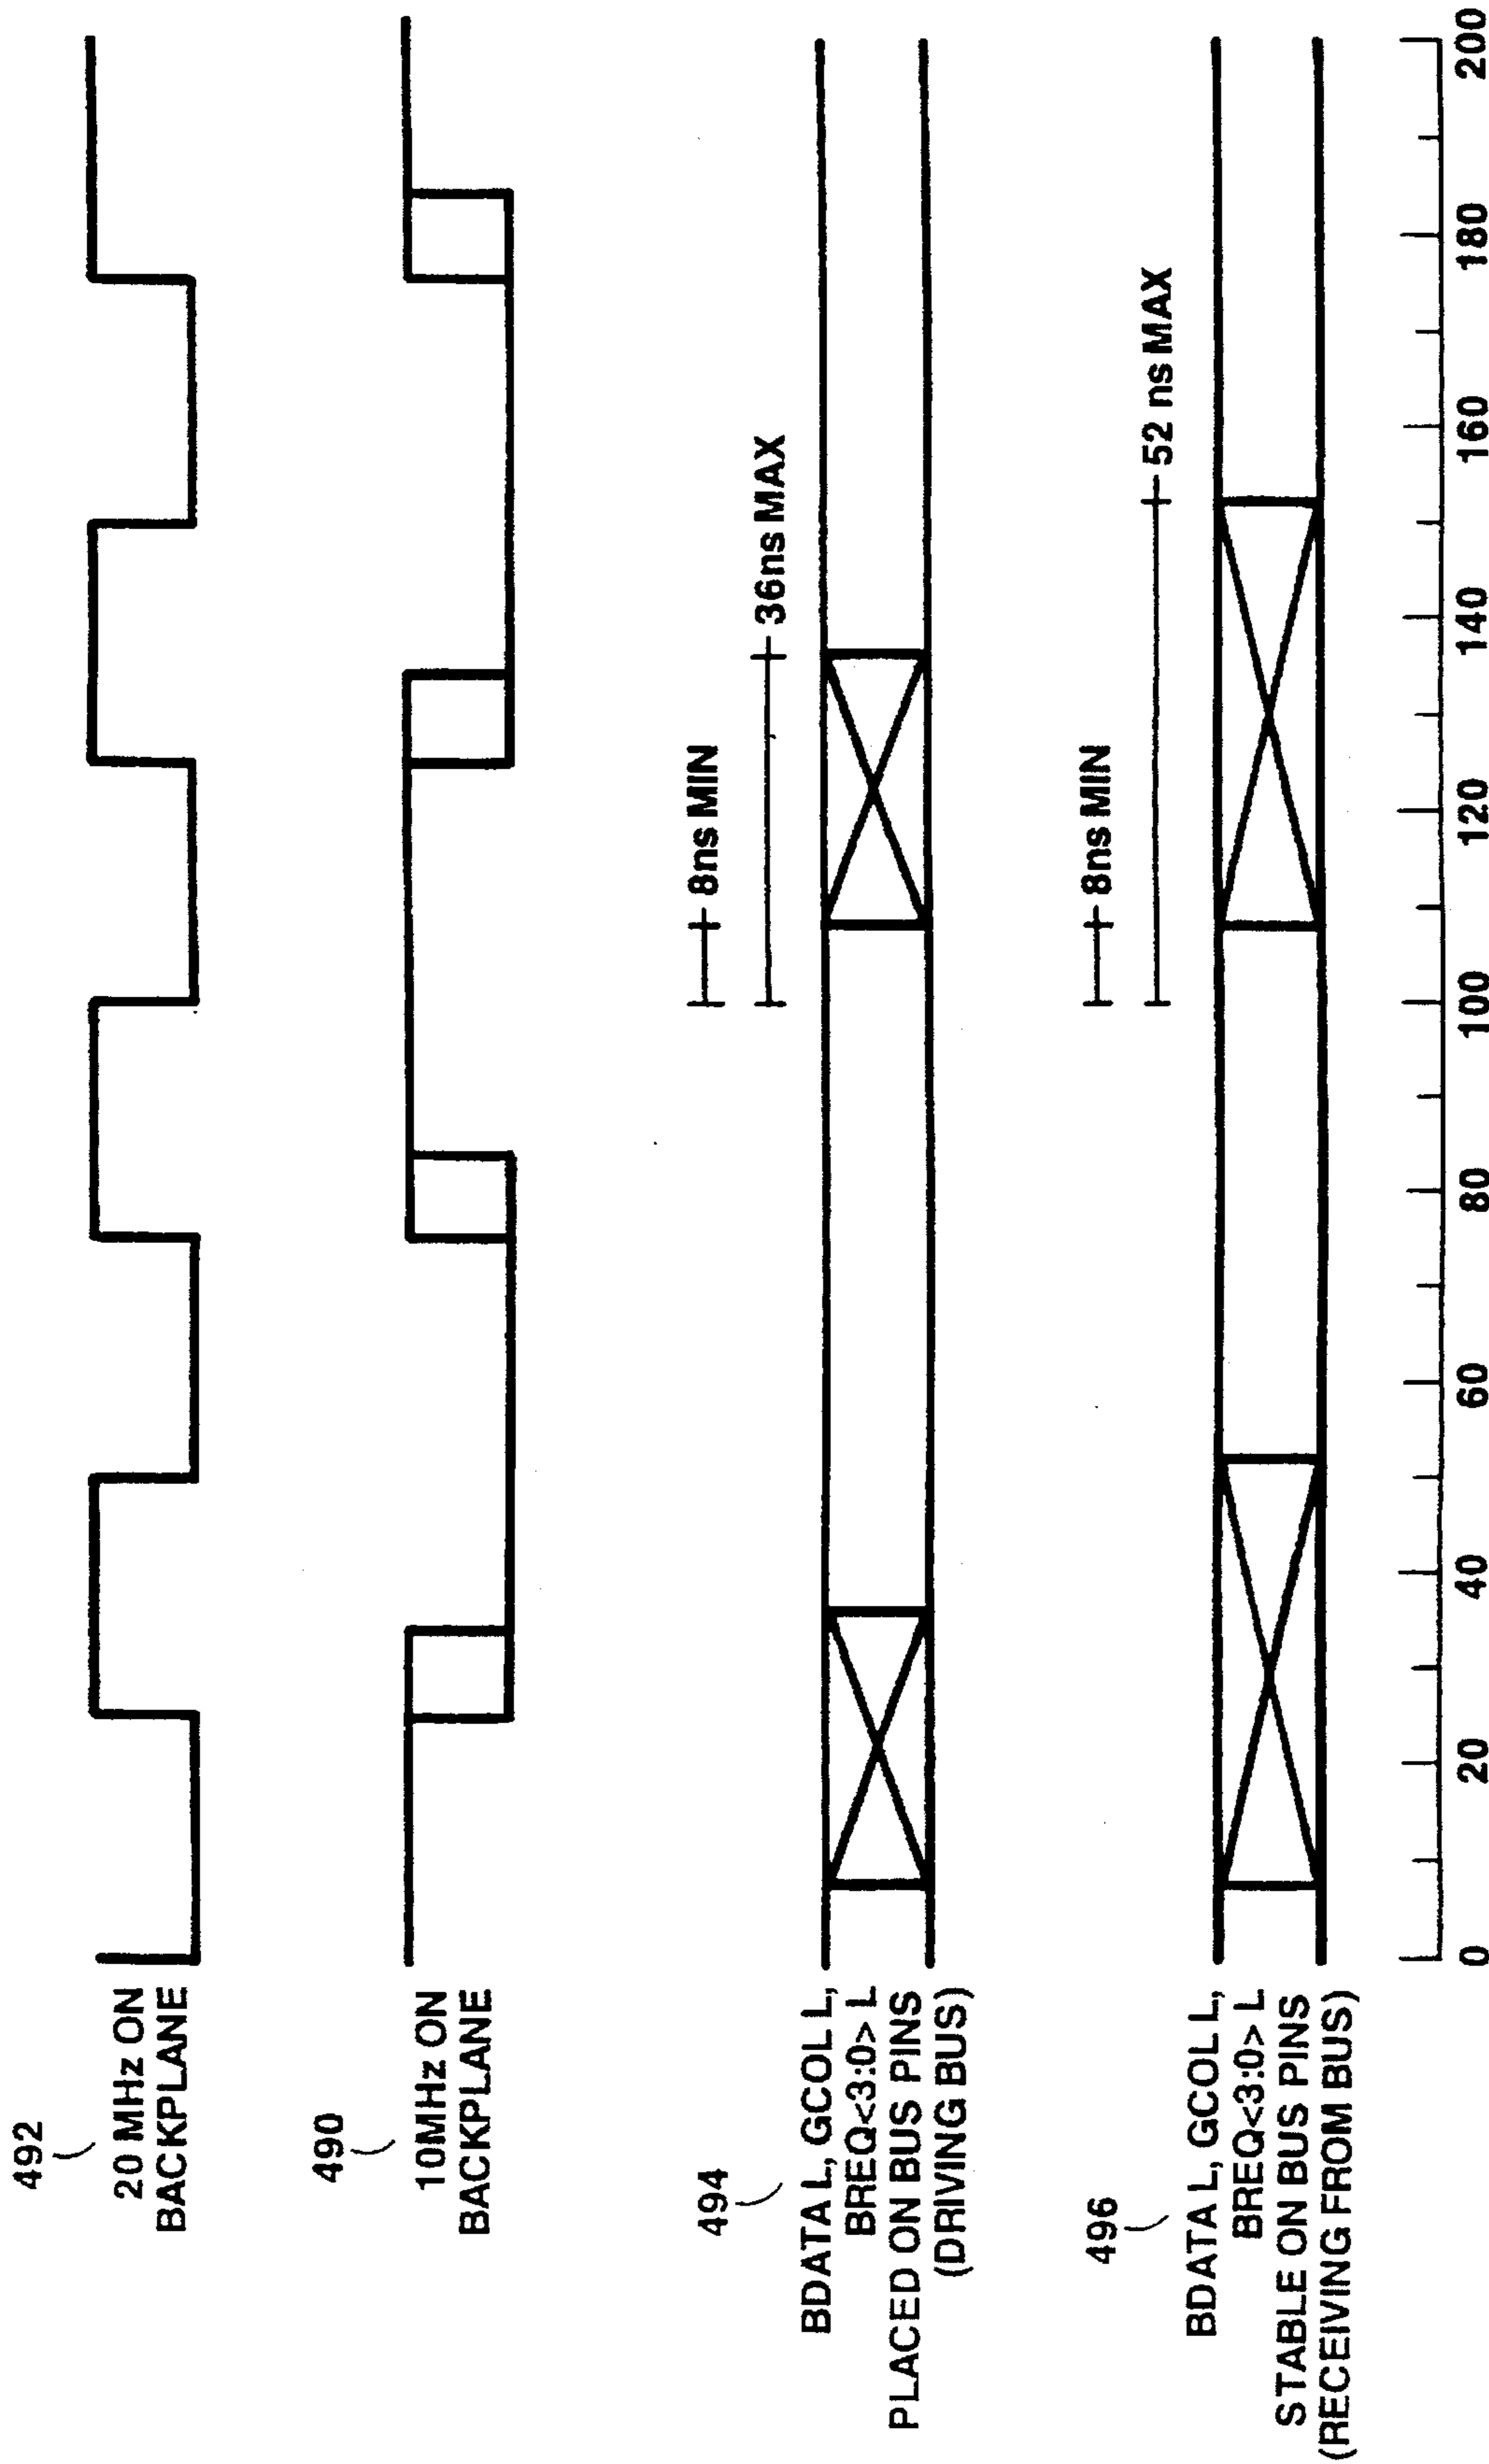 492
20 MHz ON
BACKPLANE
490
10MHz ON
BACKPLANE
8ns MIN
36ns MAX
494
BDATA L, GCOL L,
BREQ<3:0> L
PLACED ON BUS PINS
(DRIVING BUS)
8ns MIN
52 ns MAX
496
BDATA L, GCOL L,
BREQ<3:0> L
STABLE ON BUS PINS
(RECEIVING FROM BUS)
0 20 40 60 80 100 120 140 160 180 200